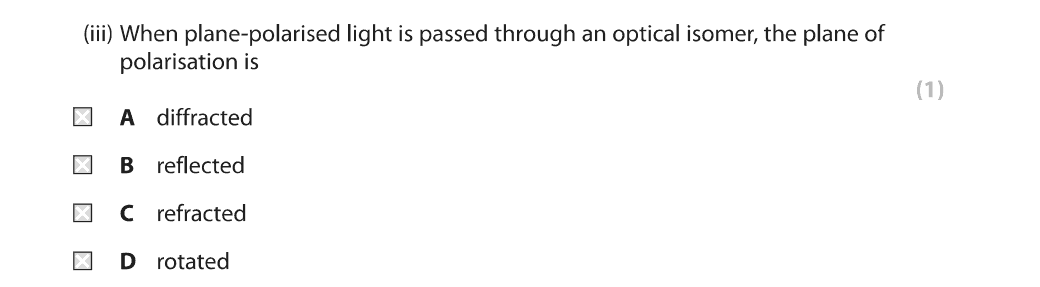 (iii) When plane-polarised light is passed through an optical isomer, the plane of
polarisation is
(1)
A diffracted
B reflected
C refracted
D rotated